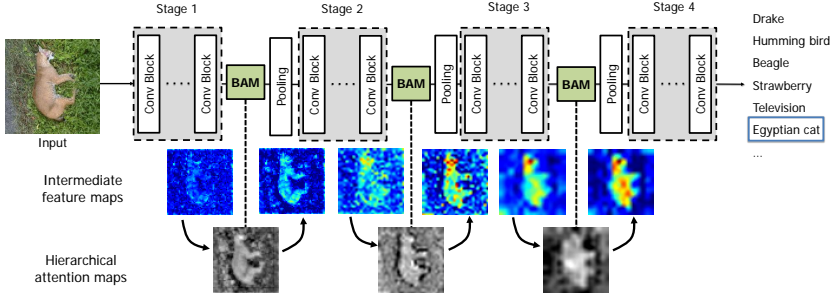 Stage 1
Stage 2
Stage 3
Stage 4
Conv Block
....
Conv Block
BAM
Pooling
Conv Block
....
Conv Block
BAM
Pooling
Conv Block
....
Conv Block
BAM
Pooling
Conv Block
....
Conv Block
Drake
Humming bird
Beagle
Strawberry
Television
Egyptian cat
...
Input
Intermediate
feature maps
Hierarchical
attention maps